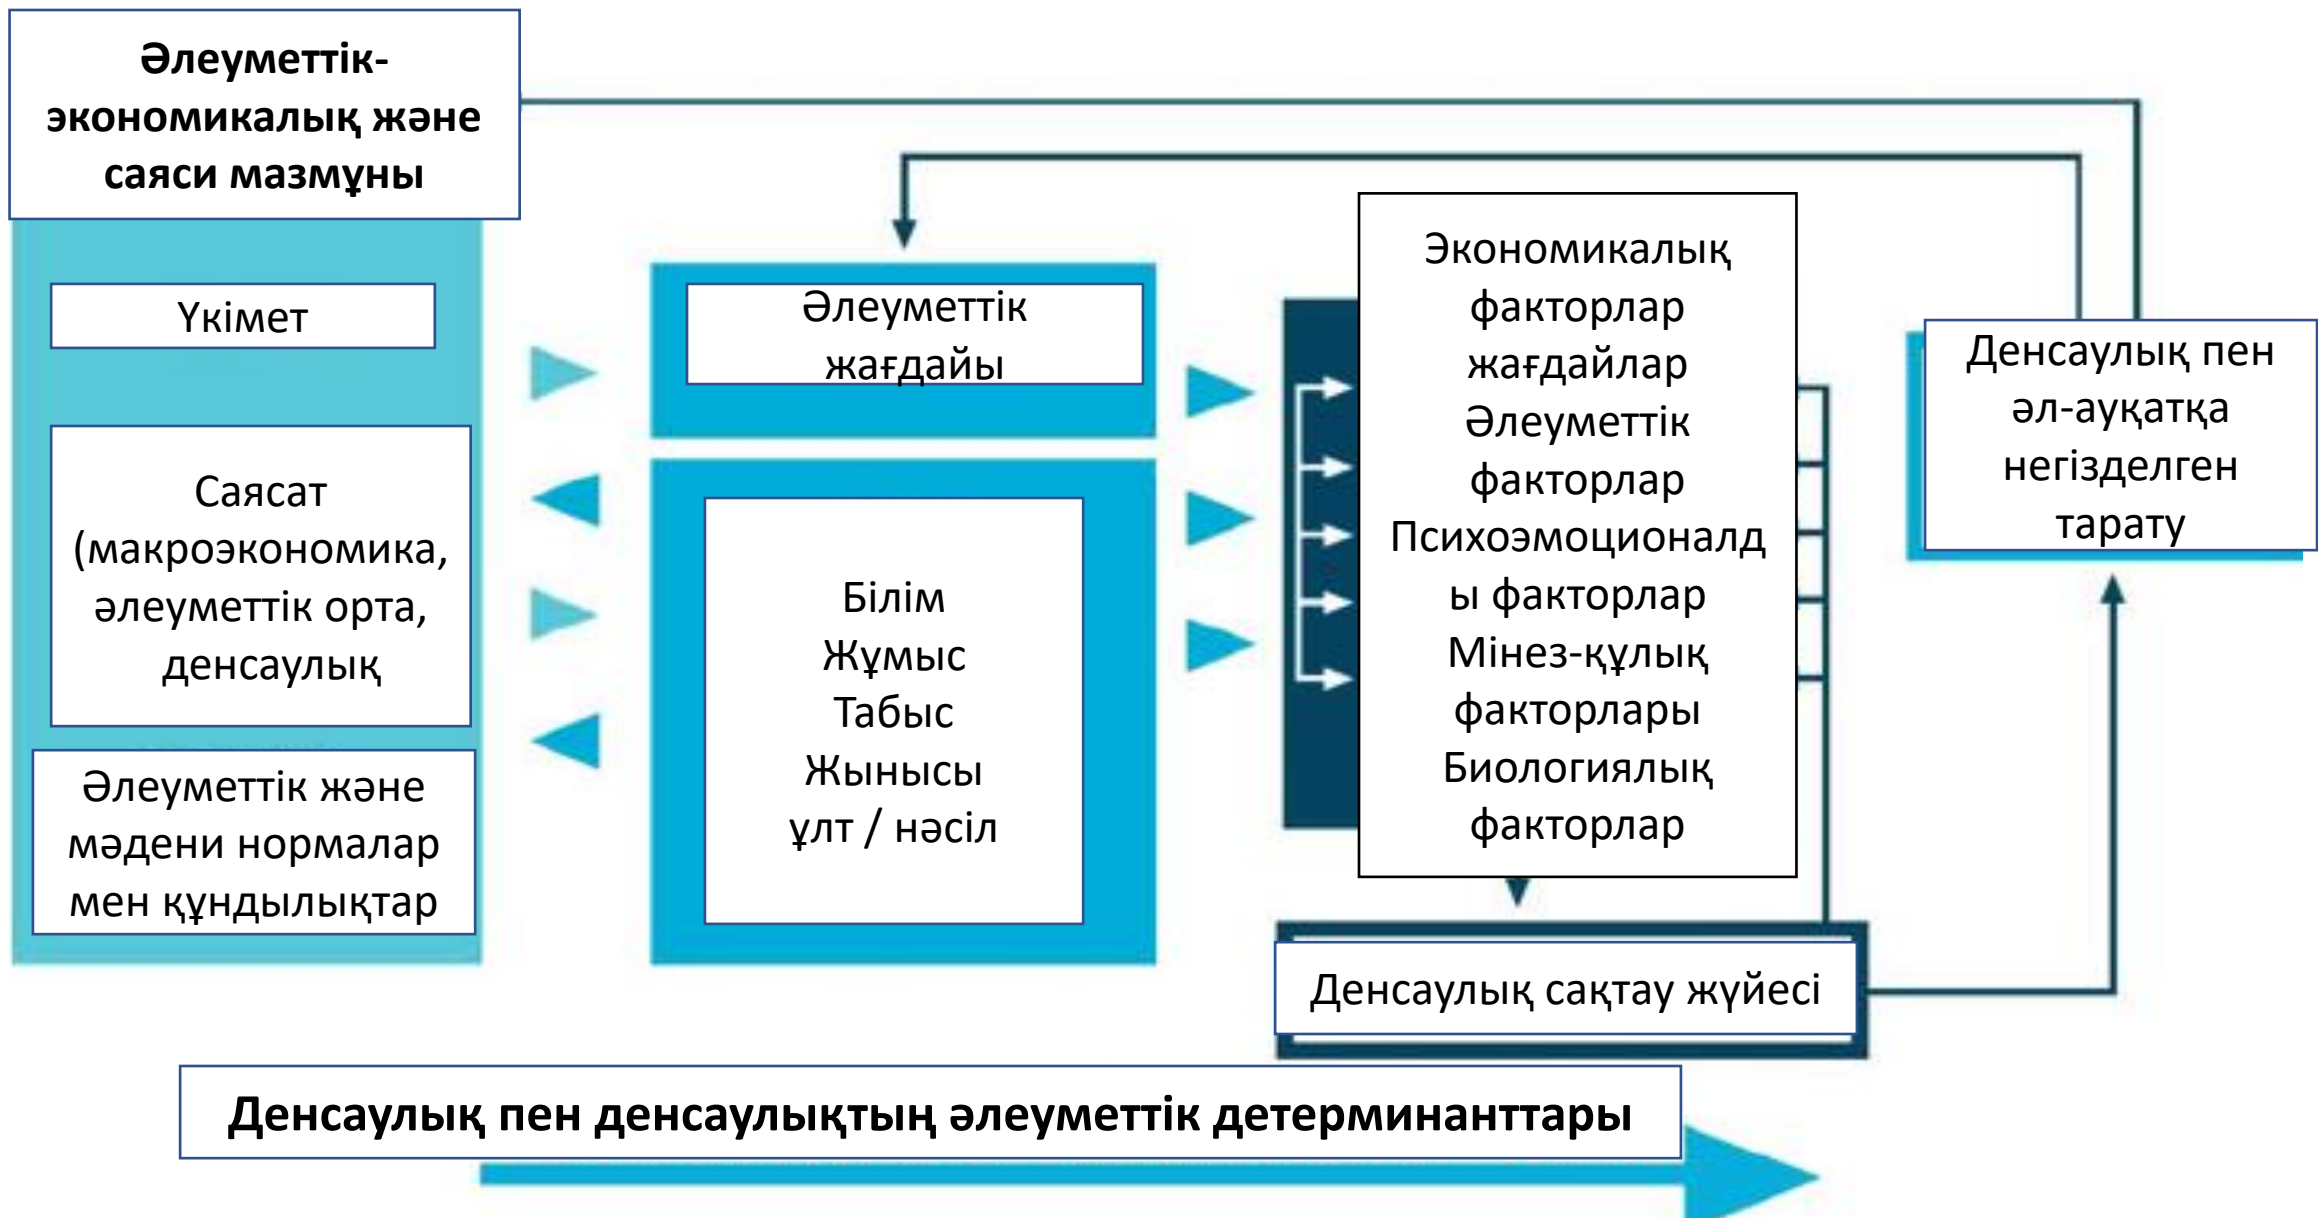 Әлеуметтік-
экономикалық және
саяси мазмұны
Үкімет
Саясат
(макроэкономика,
әлеуметтік орта,
денсаулық
Әлеуметтік және
мәдени нормалар
мен құндылықтар
Әлеуметтік
жағдайы
Білім
Жұмыс
Табыс
Жынысы
ұлт / нәсіл
Экономикалық
факторлар
жағдайлар
Әлеуметтік
факторлар
Психоэмоционалд
ы факторлар
Мінез-құлық
факторлары
Биологиялық
факторлар
Денсаулық сақтау жүйесі
Денсаулық пен
әл-ауқатқа
негізделген
тарату
Денсаулық пен денсаулықтың әлеуметтік детерминанттары